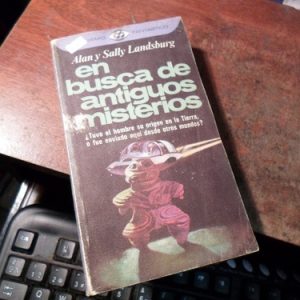 Alan y Sally Landsburg
en
busca de
antiguos
misterios
¿Tuvo el hombre su origen en la Tierra,
o fue enviado aquí desde otros mundos?